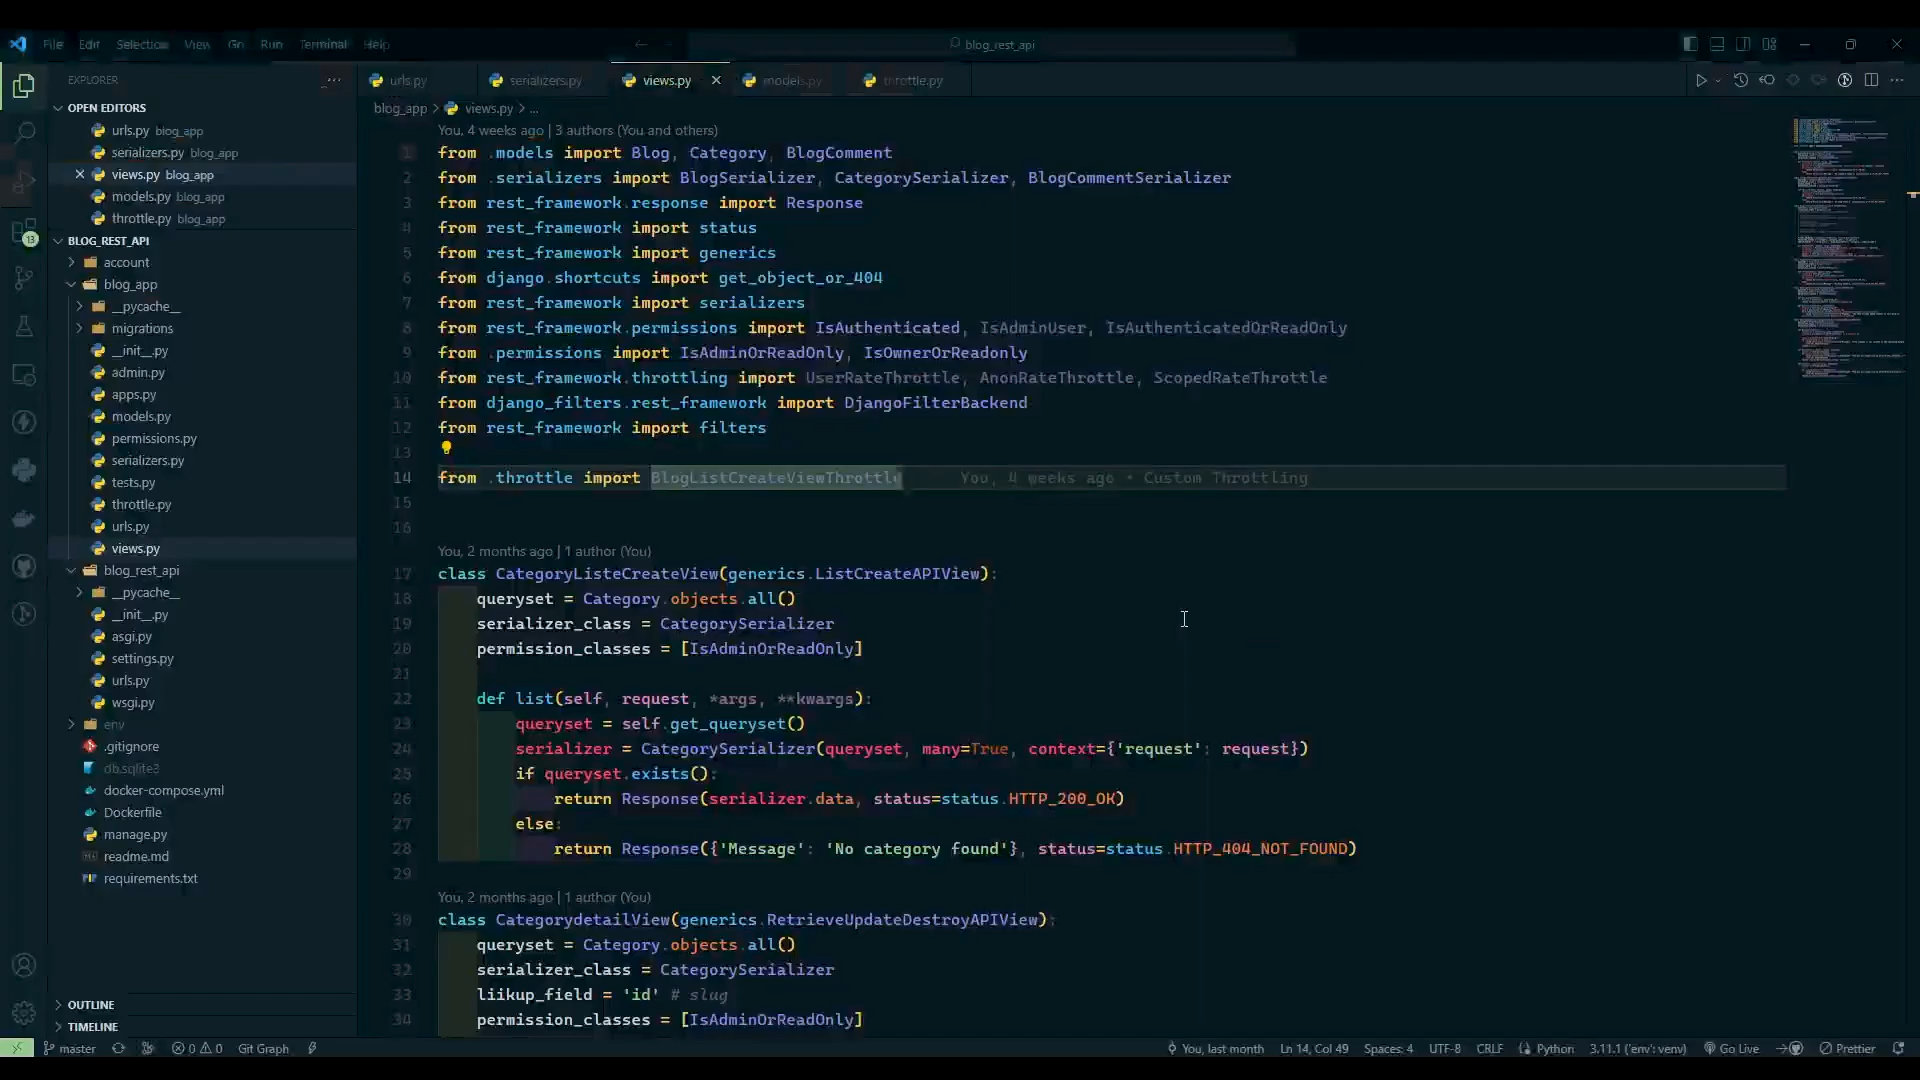 File Edit Selection View Go Run Terminal Help
blog_rest_api
EXPLORER
OPEN EDITORS
urls.py blog_app
serializers.py blog_app
views.py blog_app
models.py blog_app
throttle.py blog_app
BLOG_REST_API
account
blog_app
__pycache__
migrations
__init__.py
admin.py
apps.py
models.py
permissions.py
serializers.py
tests.py
throttle.py
urls.py
views.py
blog_rest_api
__pycache__
__init__.py
asgi.py
settings.py
urls.py
wsgi.py
env
.gitignore
db.sqlite3
docker-compose.yml
Dockerfile
manage.py
readme.md
requirements.txt
OUTLINE
TIMELINE
13
urls.py serializers.py views.py models.py throttle.py
blog_app > views.py > ...
You, 4 weeks ago | 3 authors (You and others)
1 from .models import Blog, Category, BlogComment
2 from .serializers import BlogSerializer, CategorySerializer, BlogCommentSerializer
3 from rest_framework.response import Response
4 from rest_framework import status
5 from rest_framework import generics
6 from django.shortcuts import get_object_or_404
7 from rest_framework import serializers
8 from rest_framework.permissions import IsAuthenticated, IsAdminUser, IsAuthenticatedOrReadOnly
9 from .permissions import IsAdminOrReadOnly, IsOwnerOrReadonly
10 from rest_framework.throttling import UserRateThrottle, AnonRateThrottle, ScopedRateThrottle
11 from django_filters.rest_framework import DjangoFilterBackend
12 from rest_framework import filters
13
14 from .throttle import BlogListCreateViewThrottle You, 4 weeks ago • Custom Throttling
15
16
You, 2 months ago | 1 author (You)
17 class CategoryListeCreateView(generics.ListCreateAPIView):
18 queryset = Category.objects.all()
19 serializer_class = CategorySerializer
20 permission_classes = [IsAdminOrReadOnly]
21
22 def list(self, request, *args, **kwargs):
23 queryset = self.get_queryset()
24 serializer = CategorySerializer(queryset, many=True, context={'request': request})
25 if queryset.exists():
26 return Response(serializer.data, status=status.HTTP_200_OK)
27 else:
28 return Response({'Message': 'No category found'}, status=status.HTTP_404_NOT_FOUND)
29
You, 2 months ago | 1 author (You)
30 class CategorydetailView(generics.RetrieveUpdateDestroyAPIView):
31 queryset = Category.objects.all()
32 serializer_class = CategorySerializer
33 liikup_field = 'id' # slug
34 permission_classes = [IsAdminOrReadOnly]
master 0 0 Git Graph You, last month Ln 14, Col 49 Spaces: 4 UTF-8 CRLF Python 3.11.1 ('env': venv) Go Live Prettier